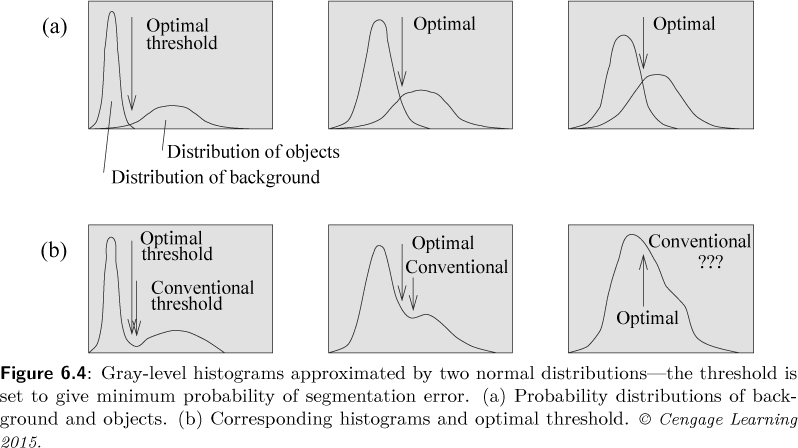 (a)
Optimal
threshold
Optimal
Optimal
Distribution of objects
Distribution of background
(b)
Optimal
threshold
Conventional
threshold
Optimal
Conventional
Conventional
???
Optimal
Figure 6.4: Gray-level histograms approximated by two normal distributions—the threshold is
set to give minimum probability of segmentation error. (a) Probability distributions of back-
ground and objects. (b) Corresponding histograms and optimal threshold. © Cengage Learning
2015.